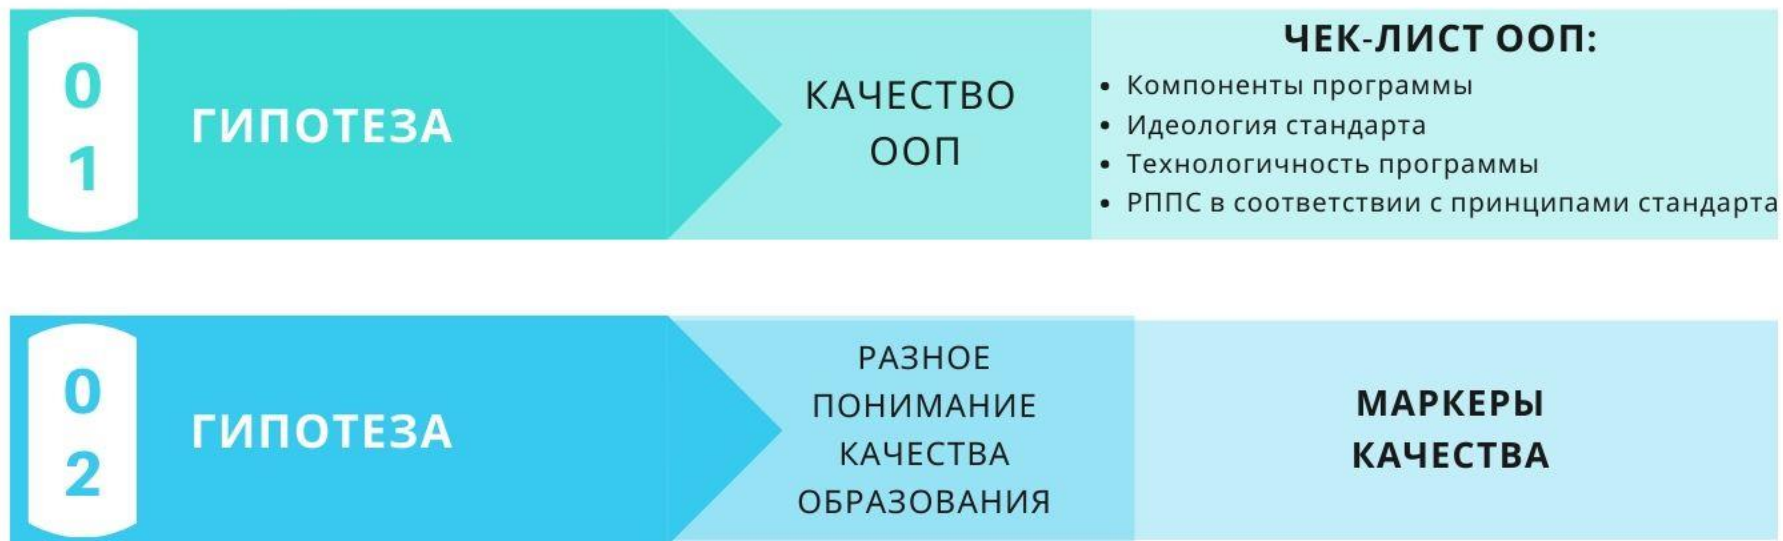 0
1
ГИПОТЕЗА
КАЧЕСТВО
ООП
ЧЕК-ЛИСТ ООП:
• Компоненты программы
• Идеология стандарта
• Технологичность программы
• РППС в соответствии с принципами стандарта
0
2
ГИПОТЕЗА
РАЗНОЕ
ПОНИМАНИЕ
КАЧЕСТВА
ОБРАЗОВАНИЯ
МАРКЕРЫ
КАЧЕСТВА